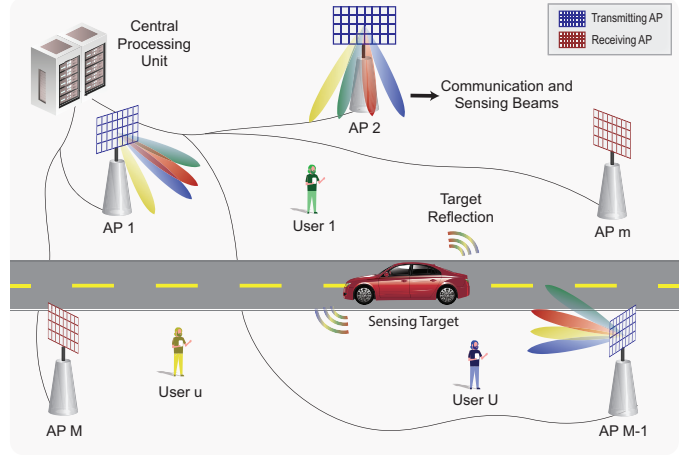 Central
Processing
Unit
Transmitting AP
Receiving AP
Communication and
Sensing Beams
AP 2
AP 1
User 1
Target
Reflection
AP m
Sensing Target
User u
User U
AP M
AP M-1